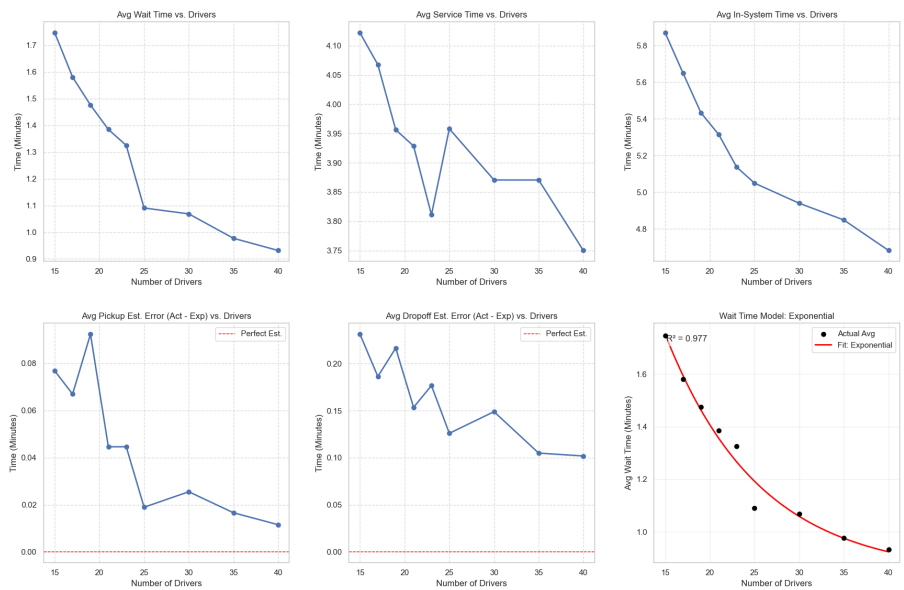 Avg Wait Time vs. Drivers
Time (Minutes)
1.7
1.6
1.5
1.4
1.3
1.2
1.1
1.0
0.9
15 20 25 30 35 40
Number of Drivers
Avg Service Time vs. Drivers
Time (Minutes)
4.10
4.05
4.00
3.95
3.90
3.85
3.80
3.75
15 20 25 30 35 40
Number of Drivers
Avg In-System Time vs. Drivers
Time (Minutes)
5.8
5.6
5.4
5.2
5.0
4.8
15 20 25 30 35 40
Number of Drivers
Avg Pickup Est. Error (Act - Exp) vs. Drivers
Perfect Est.
Time (Minutes)
0.08
0.06
0.04
0.02
0.00
15 20 25 30 35 40
Number of Drivers
Avg Dropoff Est. Error (Act - Exp) vs. Drivers
Perfect Est.
Time (Minutes)
0.20
0.15
0.10
0.05
0.00
15 20 25 30 35 40
Number of Drivers
Wait Time Model: Exponential
R² = 0.977
Actual Avg
Fit: Exponential
Avg Wait Time (Minutes)
1.6
1.4
1.2
1.0
15 20 25 30 35 40
Number of Drivers